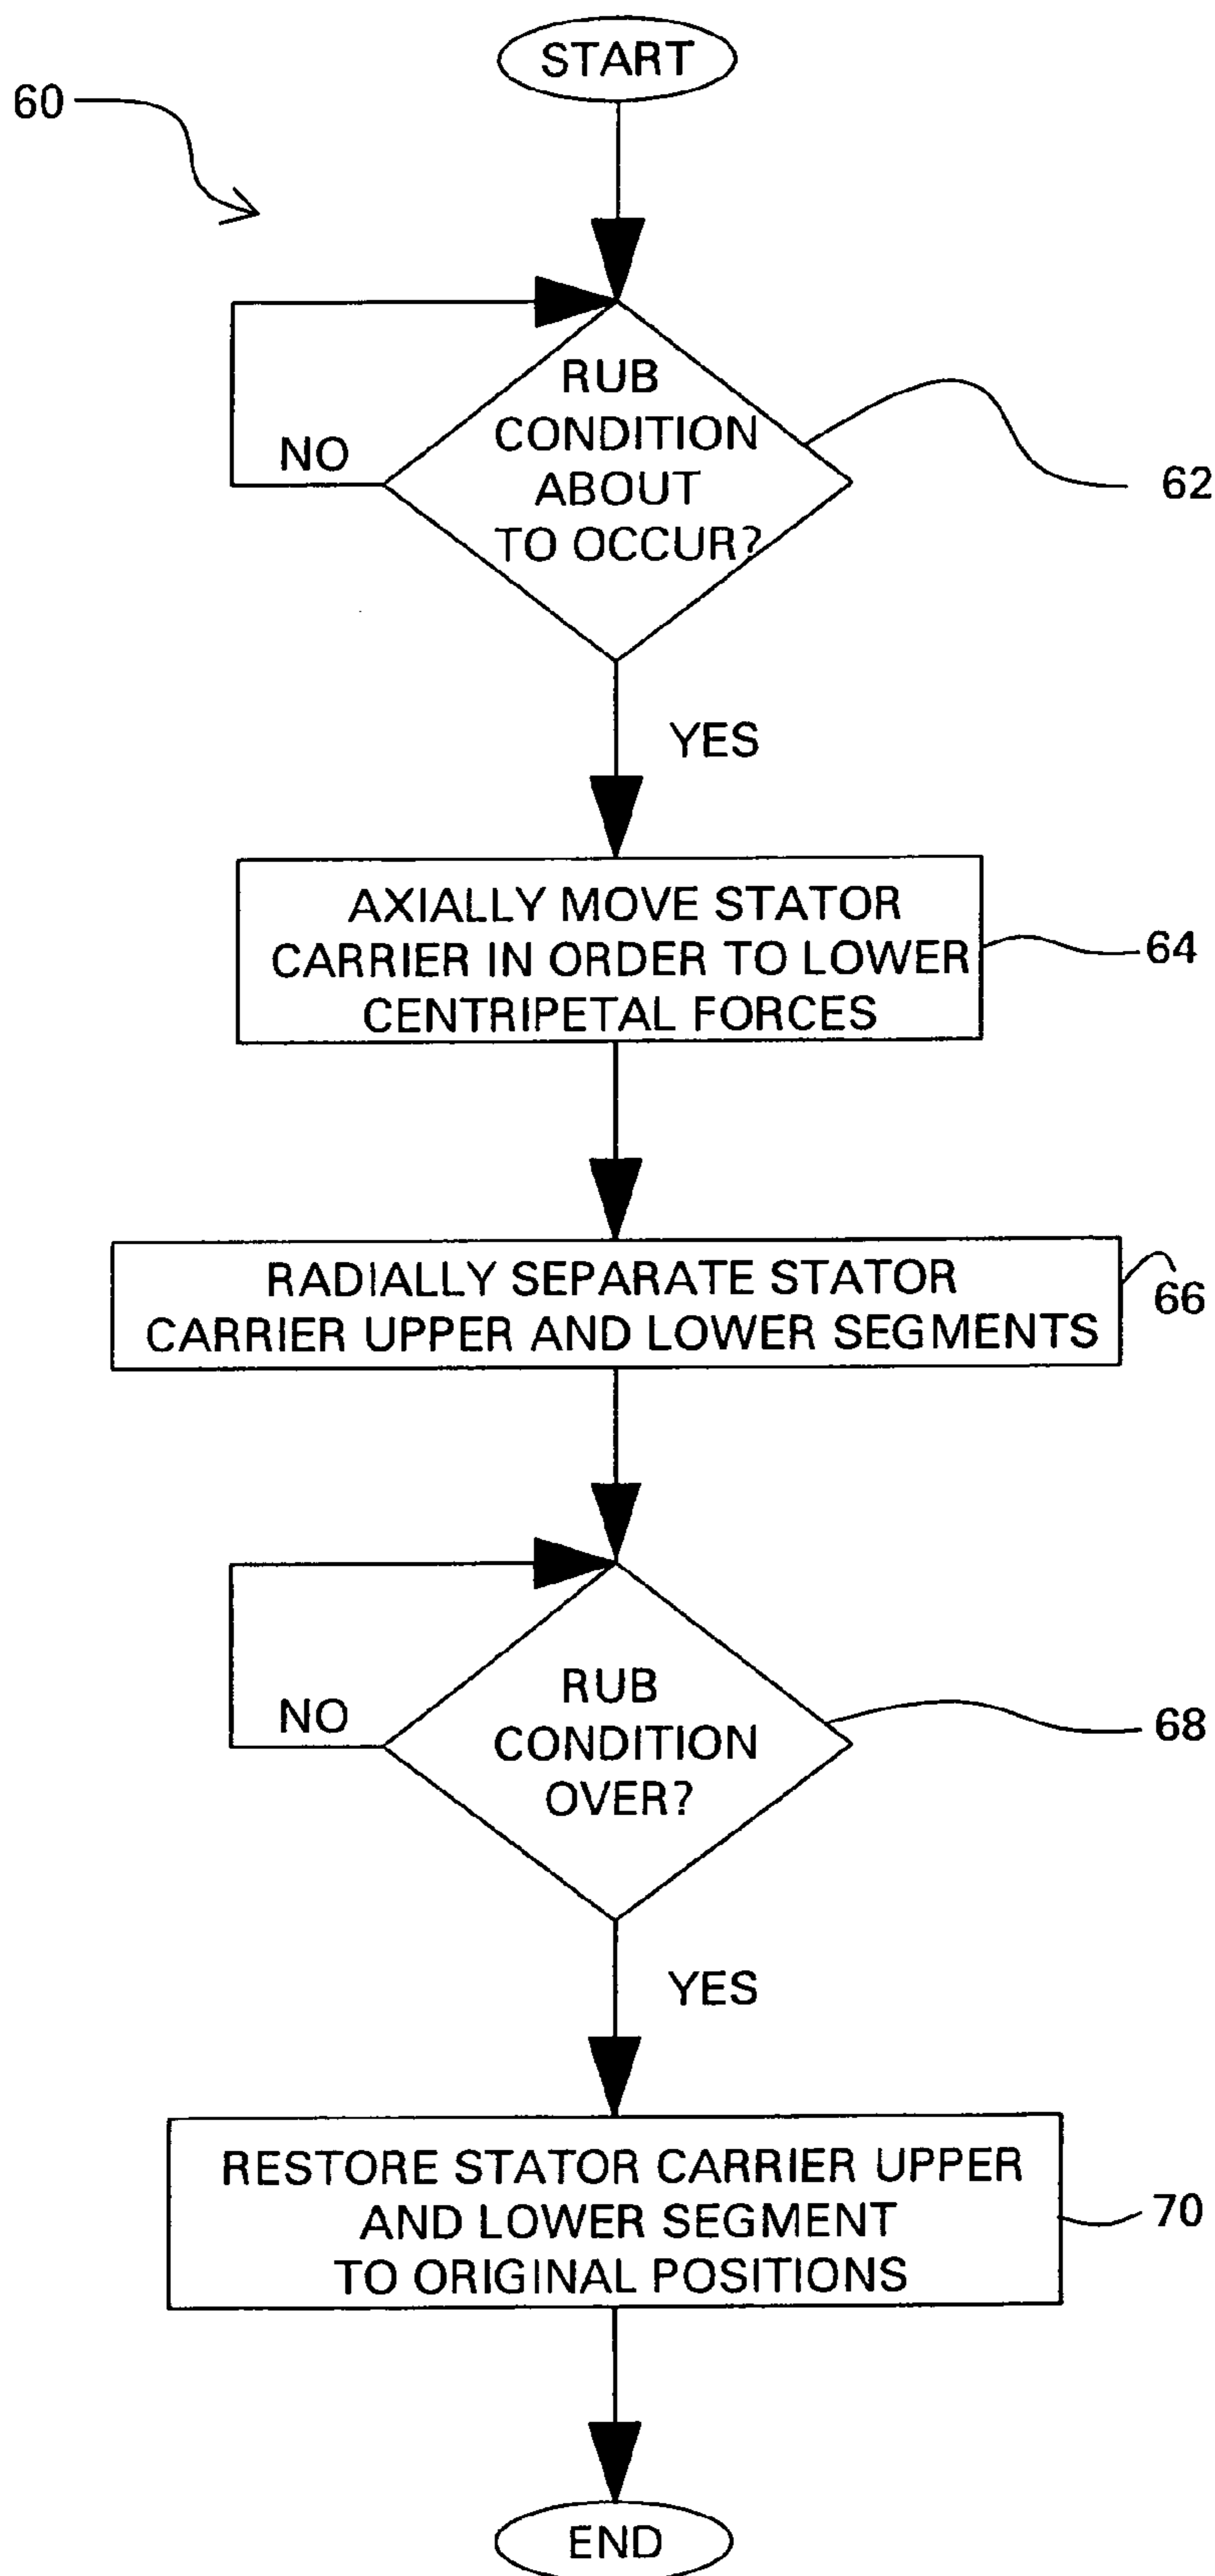 START
60
RUB
CONDITION
ABOUT
TO OCCUR?
NO
62
YES
AXIALLY MOVE STATOR
CARRIER IN ORDER TO LOWER
CENTRIPETAL FORCES
64
RADIALLY SEPARATE STATOR
CARRIER UPPER AND LOWER SEGMENTS
66
RUB
CONDITION
OVER?
NO
68
YES
RESTORE STATOR CARRIER UPPER
AND LOWER SEGMENT
TO ORIGINAL POSITIONS
70
END